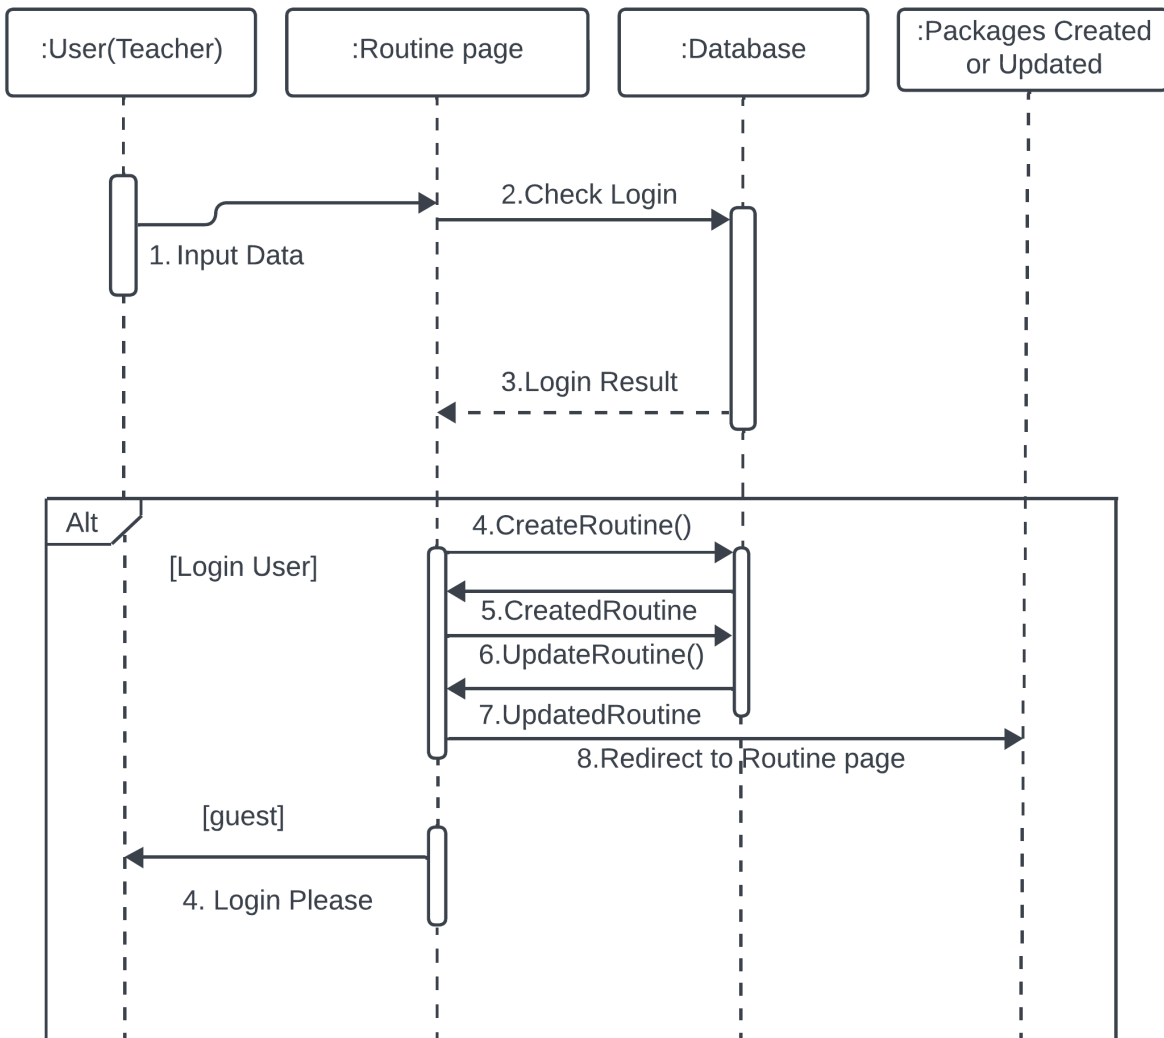 :User(Teacher)
:Routine page
:Database
:Packages Created
or Updated
2.Check Login
1. Input Data
3.Login Result
Alt
4.CreateRoutine()
[Login User]
5.CreatedRoutine
6.UpdateRoutine()
7.UpdatedRoutine
8.Redirect to Routine page
[guest]
4. Login Please